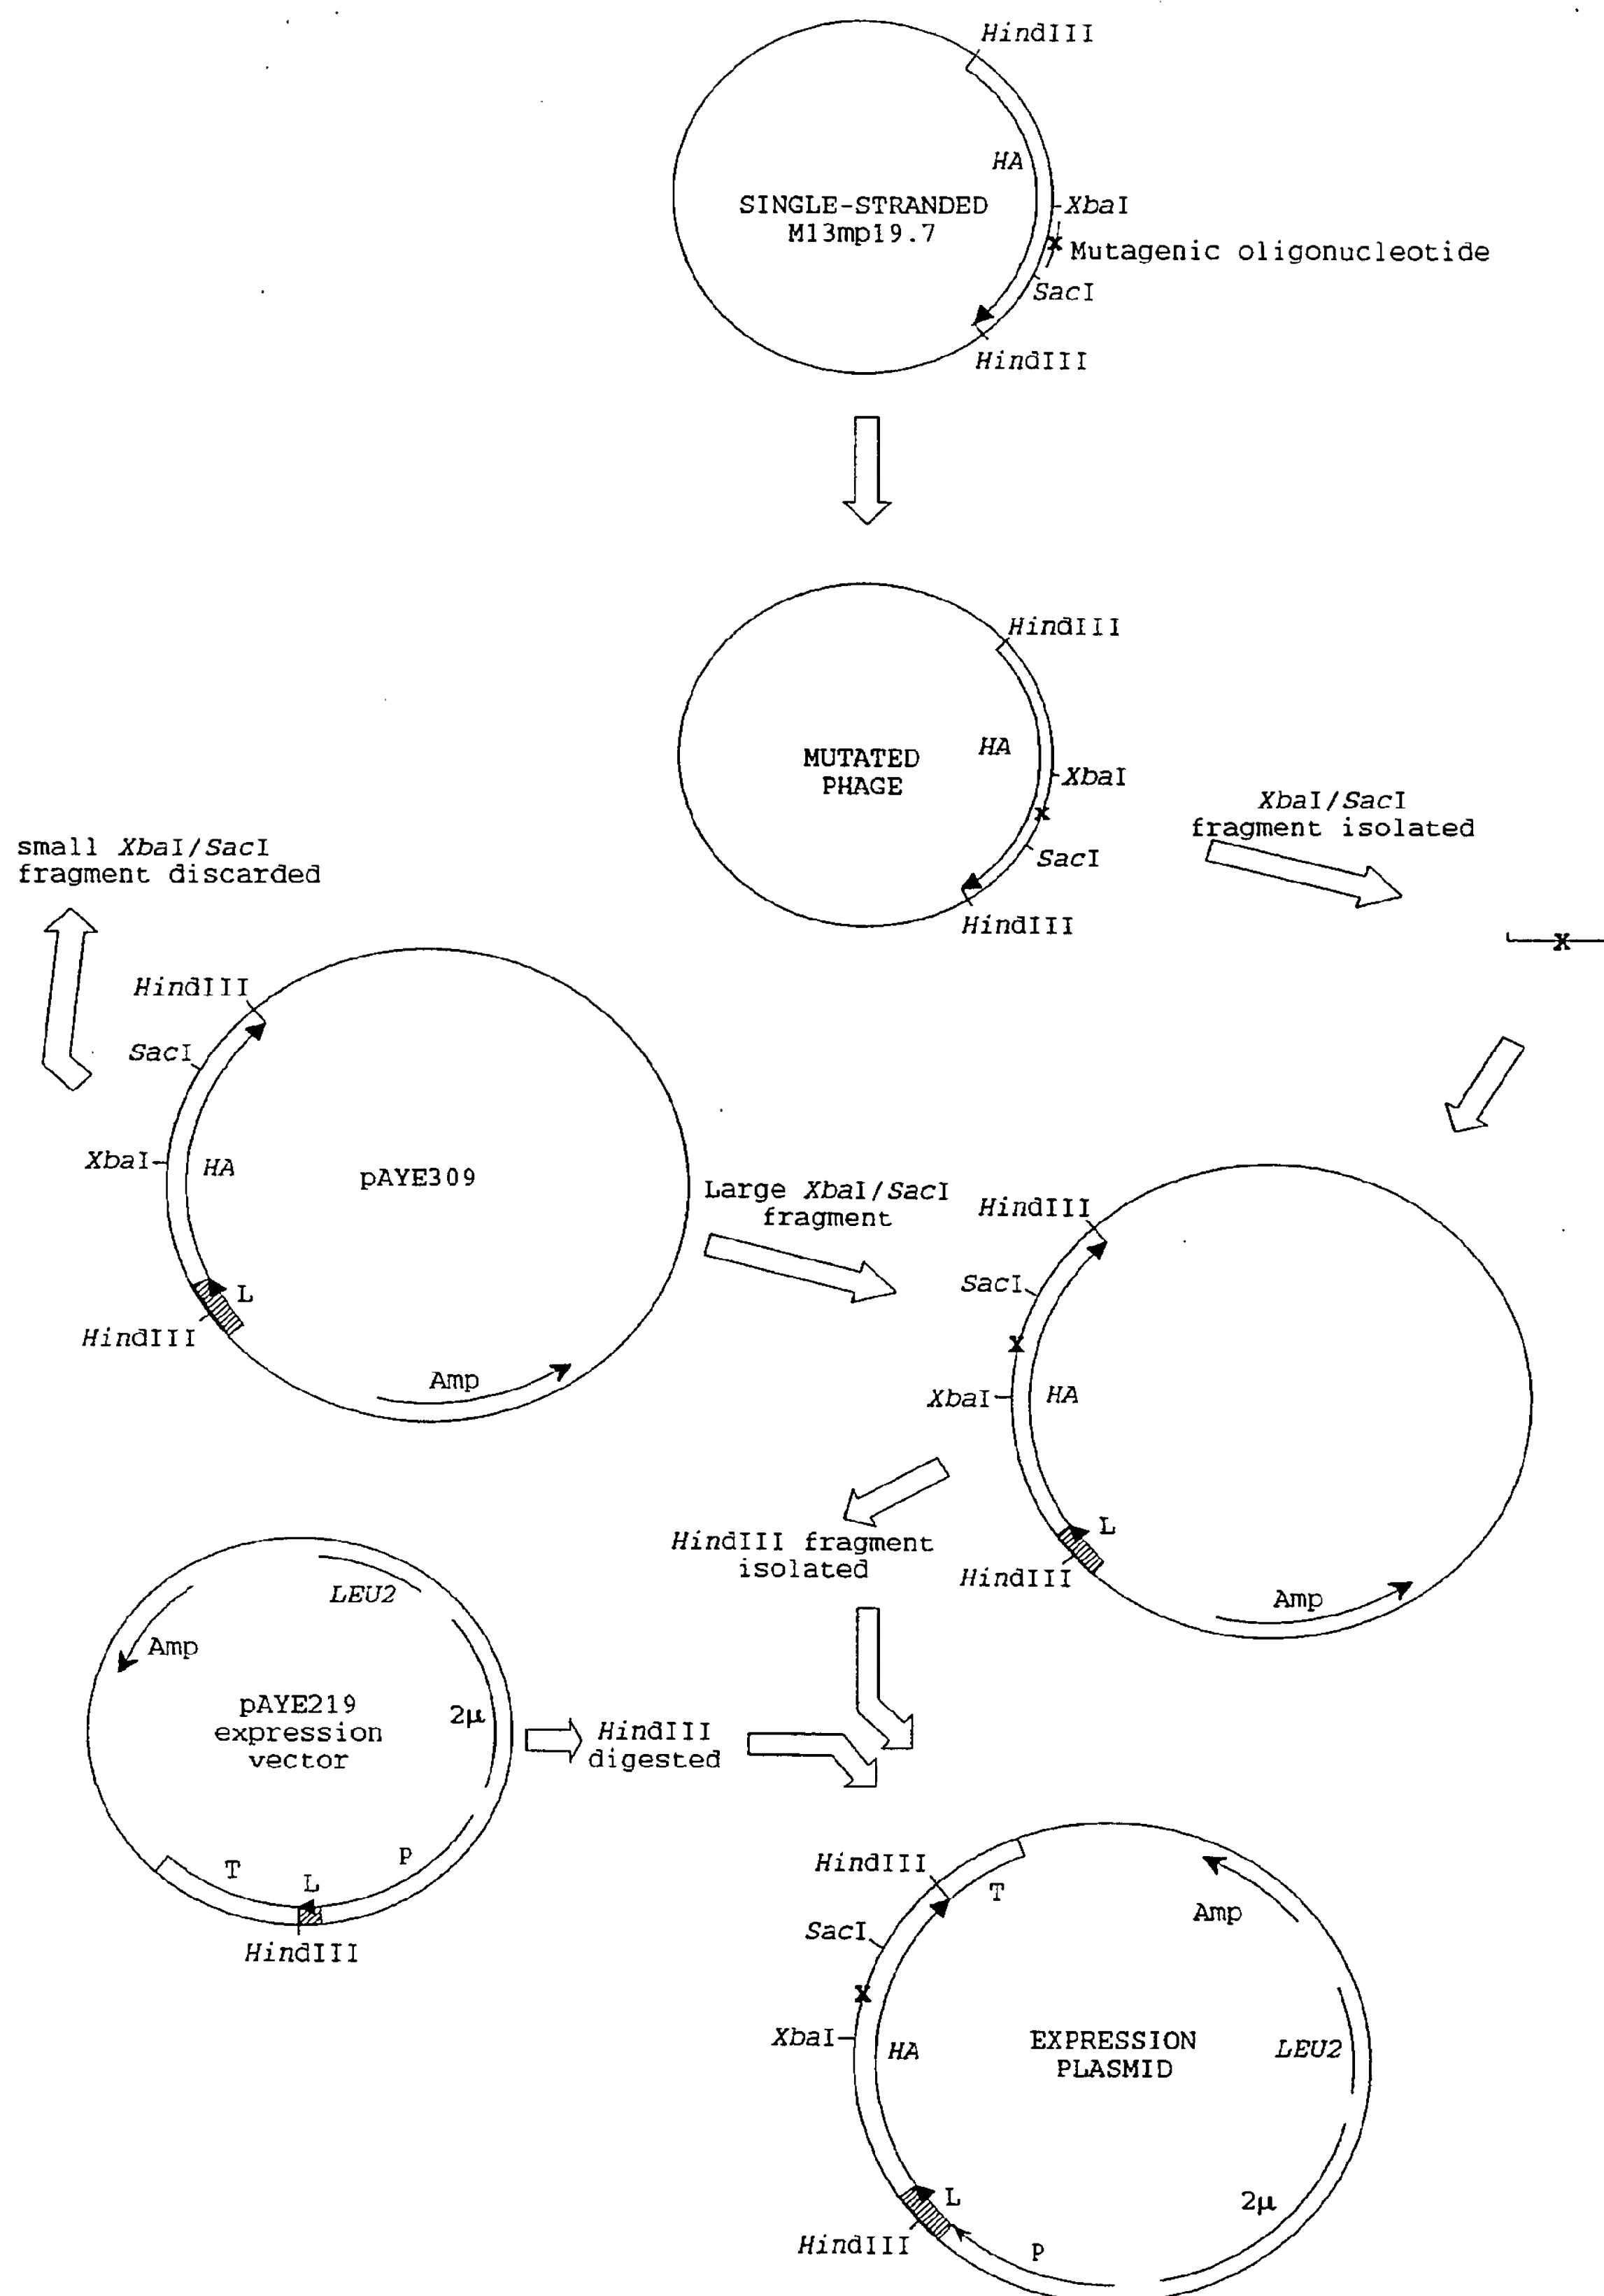 HindIII
HA
SINGLE-STRANDED
M13mp19.7
XbaI
x Mutagenic oligonucleotide
SacI
HindIII
HindIII
HA
MUTATED
PHAGE
XbaI
x
SacI
HindIII
XbaI/SacI
fragment isolated
x
small XbaI/SacI
fragment discarded
HindIII
SacI
XbaI
HA
pAYE309
L
HindIII
Amp
Large XbaI/SacI
fragment
HindIII
SacI
x
XbaI
HA
L
HindIII
Amp
HindIII fragment
isolated
LEU2
Amp
pAYE219
expression
vector
2μ
T
L
P
HindIII
HindIII
digested
HindIII
T
Amp
SacI
x
XbaI
HA
EXPRESSION
PLASMID
LEU2
L
2μ
HindIII
P